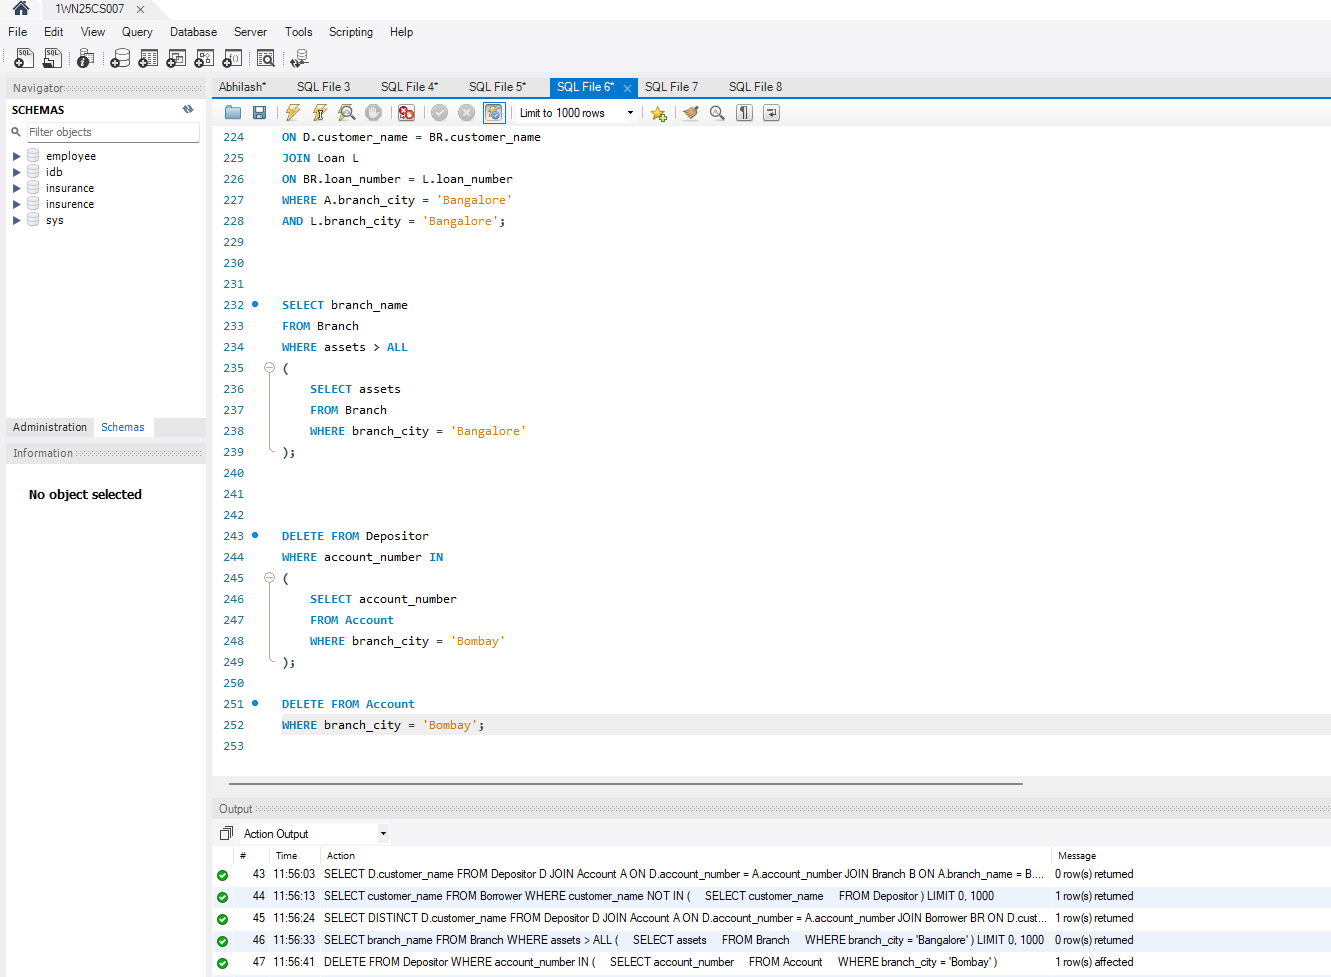 1WN25CS007
File Edit View Query Database Server Tools Scripting Help
Navigator
SCHEMAS
Filter objects
employee
idb
insurance
insurence
sys
Administration Schemas
Information
No object selected
Abhilash* SQL File 3 SQL File 4* SQL File 5* SQL File 6* SQL File 7 SQL File 8
Limit to 1000 rows
224 ON D.customer_name = BR.customer_name
225 JOIN Loan L
226 ON BR.loan_number = L.loan_number
227 WHERE A.branch_city = 'Bangalore'
228 AND L.branch_city = 'Bangalore';
229
230
231
232 SELECT branch_name
233 FROM Branch
234 WHERE assets > ALL
235 (
236 SELECT assets
237 FROM Branch
238 WHERE branch_city = 'Bangalore'
239 );
240
241
242
243 DELETE FROM Depositor
244 WHERE account_number IN
245 (
246 SELECT account_number
247 FROM Account
248 WHERE branch_city = 'Bombay'
249 );
250
251 DELETE FROM Account
252 WHERE branch_city = 'Bombay';
253
Output
Action Output
# Time Action Message
43 11:56:03 SELECT D.customer_name FROM Depositor D JOIN Account A ON D.account_number = A.account_number JOIN Branch B ON A.branch_name = B.... 0 row(s) returned
44 11:56:13 SELECT customer_name FROM Borrower WHERE customer_name NOT IN ( SELECT customer_name FROM Depositor ) LIMIT 0, 1000 1 row(s) returned
45 11:56:24 SELECT DISTINCT D.customer_name FROM Depositor D JOIN Account A ON D.account_number = A.account_number JOIN Borrower BR ON D.cust... 1 row(s) returned
46 11:56:33 SELECT branch_name FROM Branch WHERE assets > ALL ( SELECT assets FROM Branch WHERE branch_city = 'Bangalore' ) LIMIT 0, 1000 0 row(s) returned
47 11:56:41 DELETE FROM Depositor WHERE account_number IN ( SELECT account_number FROM Account WHERE branch_city = 'Bombay' ) 1 row(s) affected